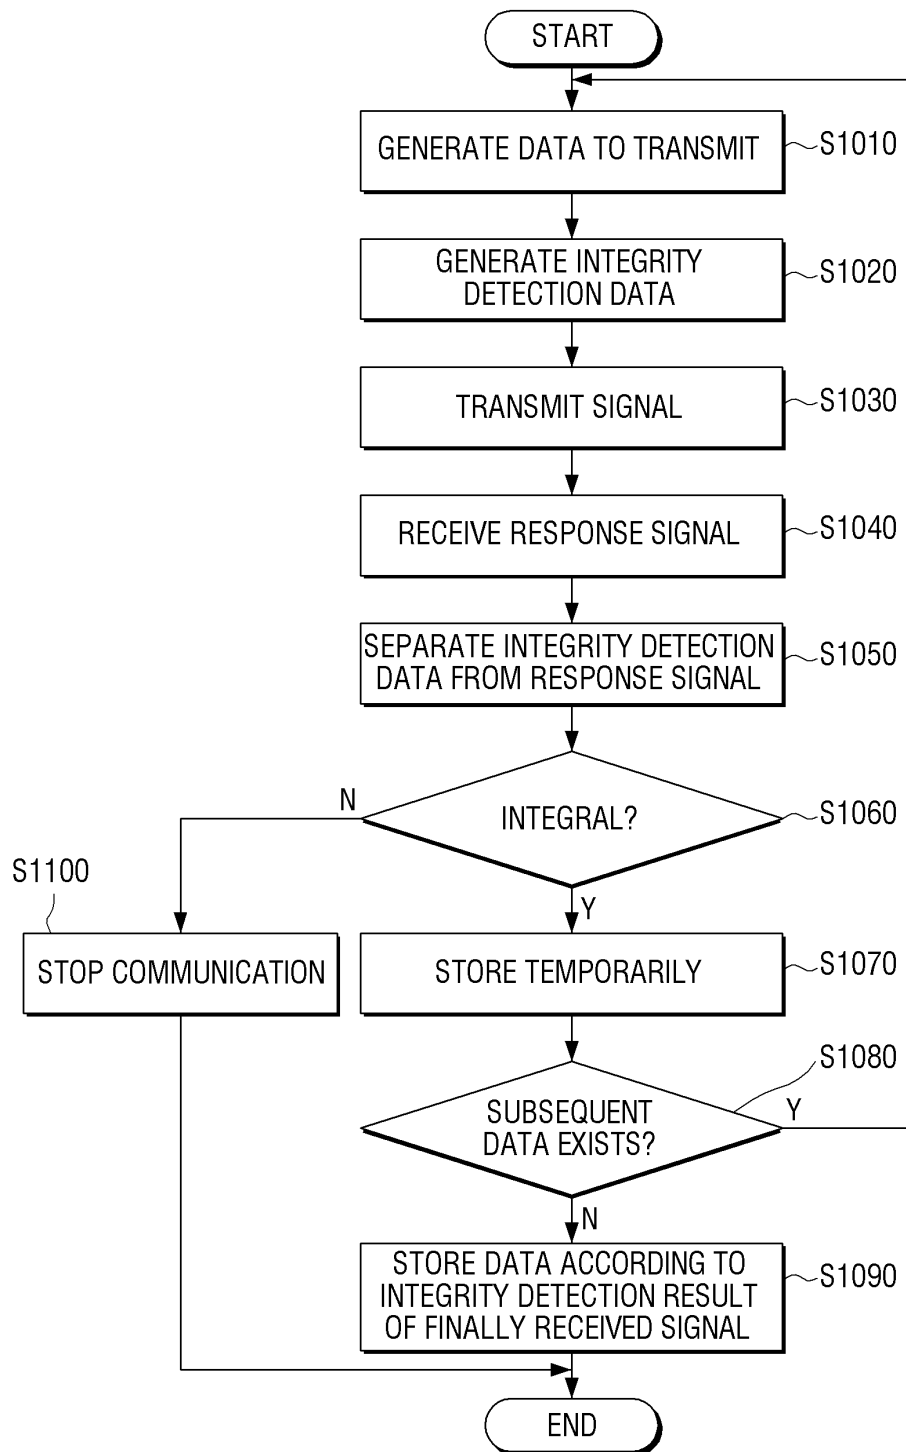 START
GENERATE DATA TO TRANSMIT
S1010
GENERATE INTEGRITY
DETECTION DATA
S1020
TRANSMIT SIGNAL
S1030
RECEIVE RESPONSE SIGNAL
S1040
SEPARATE INTEGRITY DETECTION
DATA FROM RESPONSE SIGNAL
S1050
N
INTEGRAL?
S1060
Y
S1100
STOP COMMUNICATION
STORE TEMPORARILY
S1070
S1080
SUBSEQUENT
DATA EXISTS?
Y
N
STORE DATA ACCORDING TO
INTEGRITY DETECTION RESULT
OF FINALLY RECEIVED SIGNAL
S1090
END